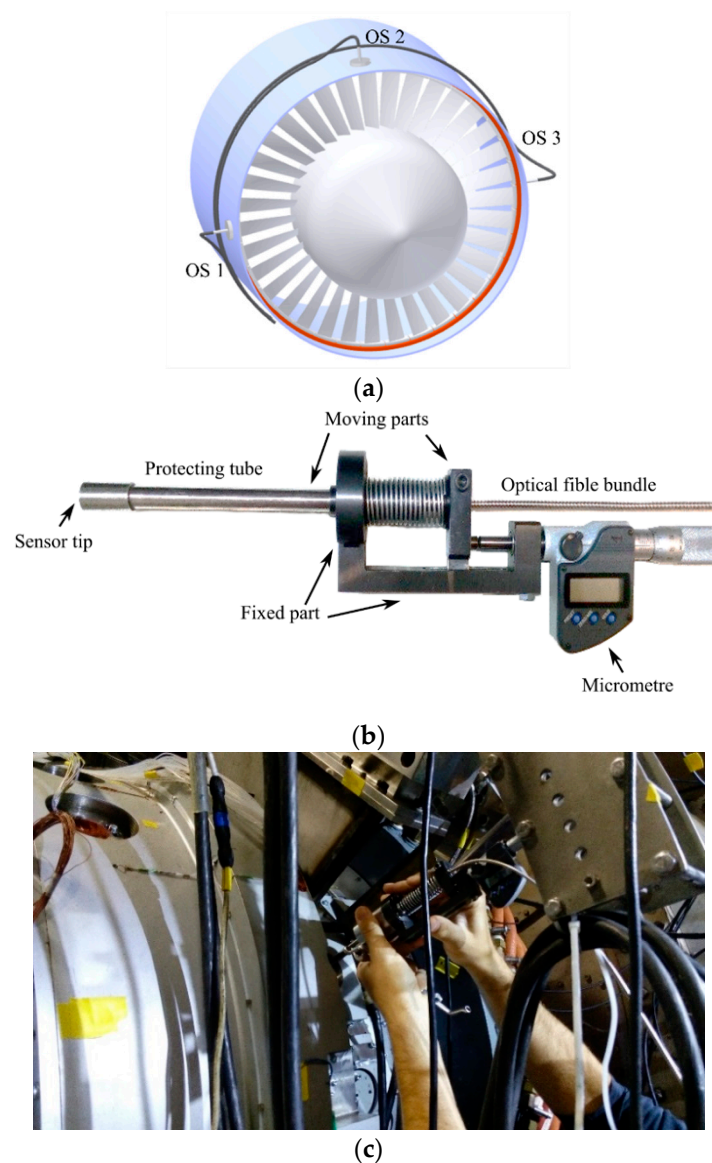 OS 2
OS 3
OS 1
(a)
Moving parts
Protecting tube
Optical fible bundle
Sensor tip
Fixed part
Micrometre
(b)
(c)